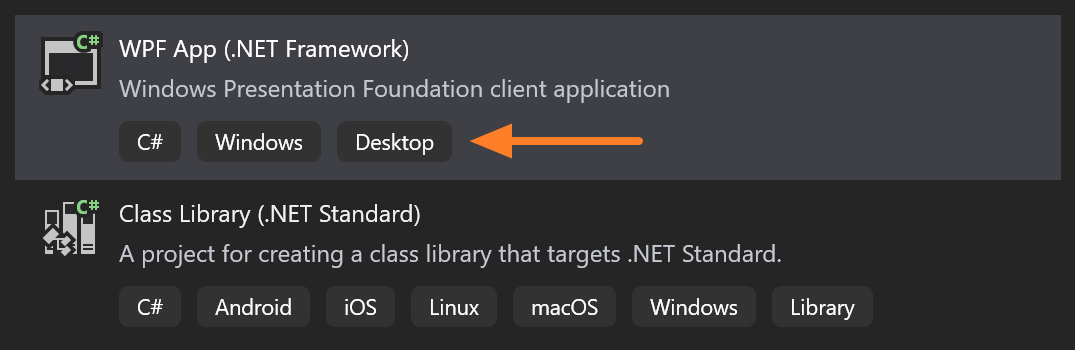 C#
WPF App (.NET Framework)
Windows Presentation Foundation client application
C# Windows Desktop
C#
Class Library (.NET Standard)
A project for creating a class library that targets .NET Standard.
C# Android iOS Linux macOS Windows Library